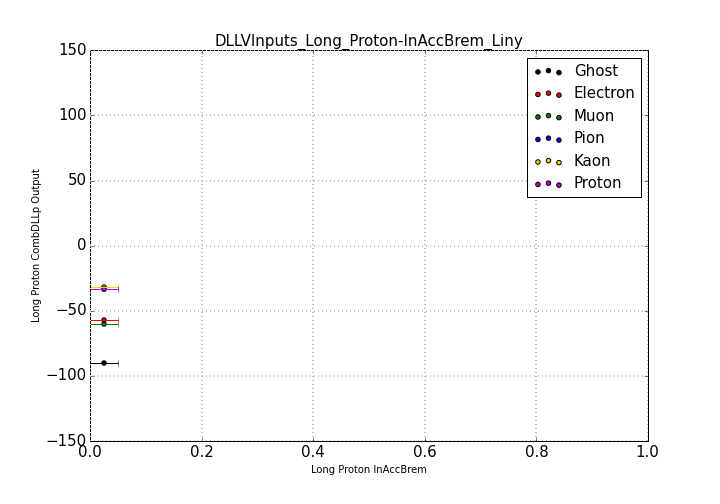 DLLVInputs_Long_Proton-InAccBrem_Liny
150
100
50
0
−50
−100
−150
Long Proton CombDLLp Output
Ghost
Electron
Muon
Pion
Kaon
Proton
0.0 0.2 0.4 0.6 0.8 1.0
Long Proton InAccBrem